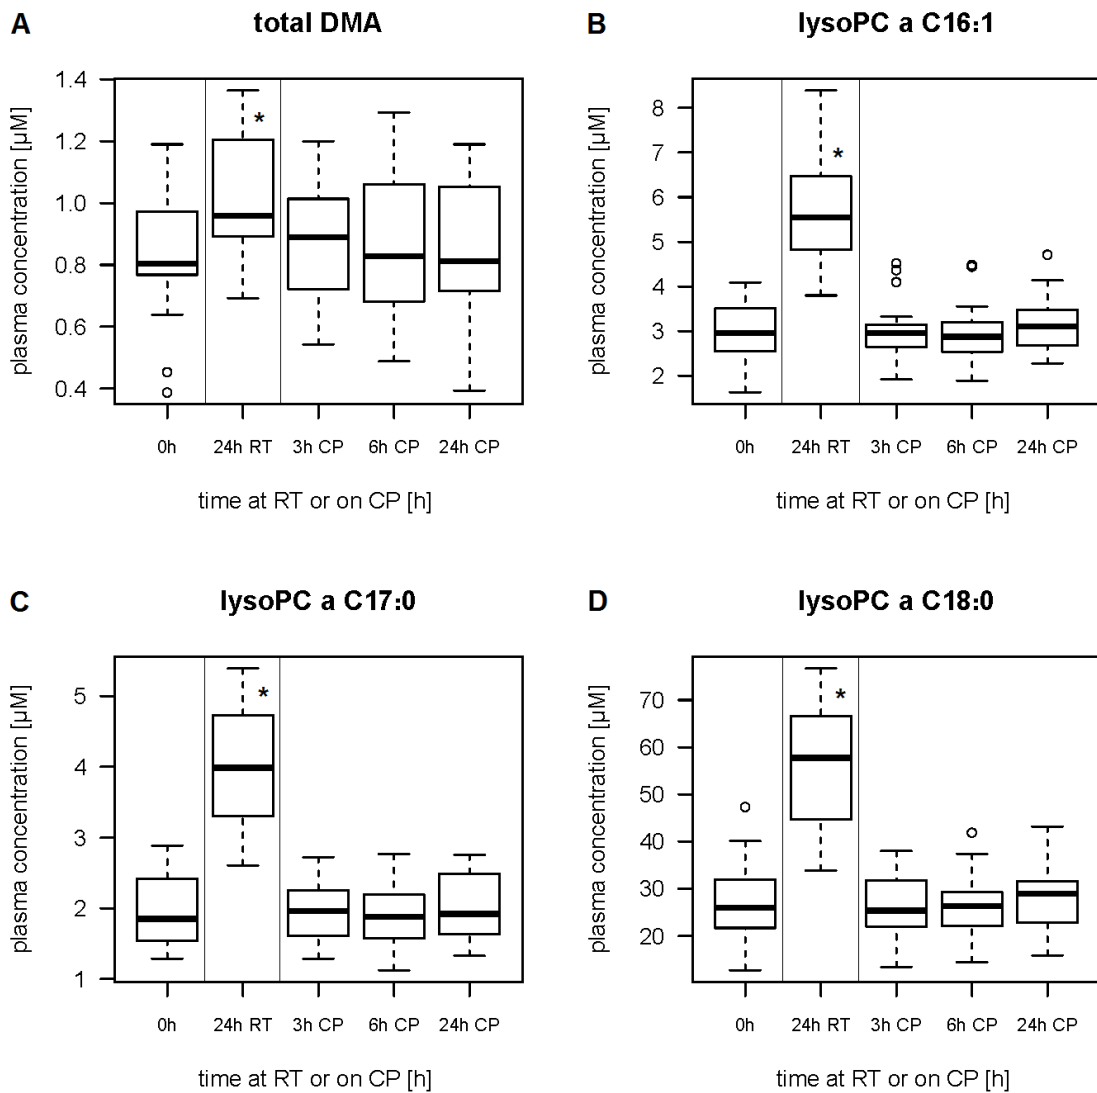 A total DMA
plasma concentration [µM]
1.4
1.2
1.0
0.8
0.6
0.4
*
0h 24h RT 3h CP 6h CP 24h CP
time at RT or on CP [h]
B lysoPC a C16:1
plasma concentration [µM]
8
7
6
5
4
3
2
*
0h 24h RT 3h CP 6h CP 24h CP
time at RT or on CP [h]
C lysoPC a C17:0
plasma concentration [µM]
5
4
3
2
1
*
0h 24h RT 3h CP 6h CP 24h CP
time at RT or on CP [h]
D lysoPC a C18:0
plasma concentration [µM]
70
60
50
40
30
20
*
0h 24h RT 3h CP 6h CP 24h CP
time at RT or on CP [h]